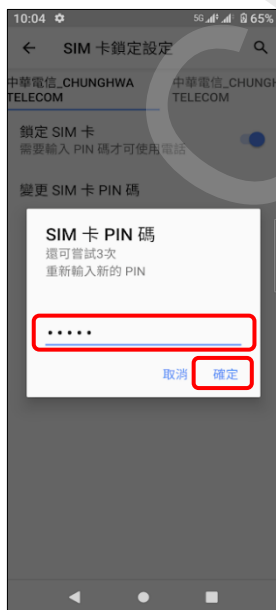 10:04 5G 65%
SIM 卡鎖定設定
中華電信_CHUNGHWA TELECOM
中華電信_CHUNGH TELECOM
鎖定 SIM 卡
需要輸入 PIN 碼才可使用電話
變更 SIM 卡 PIN 碼
SIM 卡 PIN 碼
還可嘗試3次
重新輸入新的 PIN
•••••
取消 確定